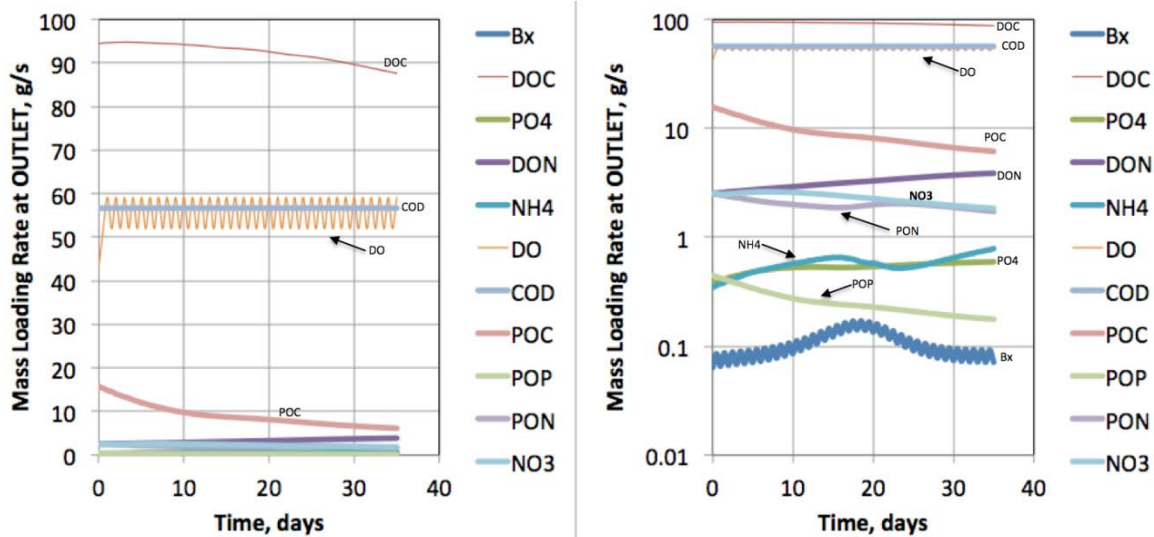 Mass Loading Rate at OUTLET, g/s
100
90
80
70
60
50
40
30
20
10
0
DOC
COD
DO
POC
0 10 20 30 40
Time, days
Bx
DOC
PO4
DON
NH4
DO
COD
POC
POP
PON
NO3
Mass Loading Rate at OUTLET, g/s
100
10
1
0.1
0.01
DOC
COD
DO
POC
DON
NO3
PON
NH4
PO4
POP
Bx
0 10 20 30 40
Time, days
Bx
DOC
PO4
DON
NH4
DO
COD
POC
POP
PON
NO3